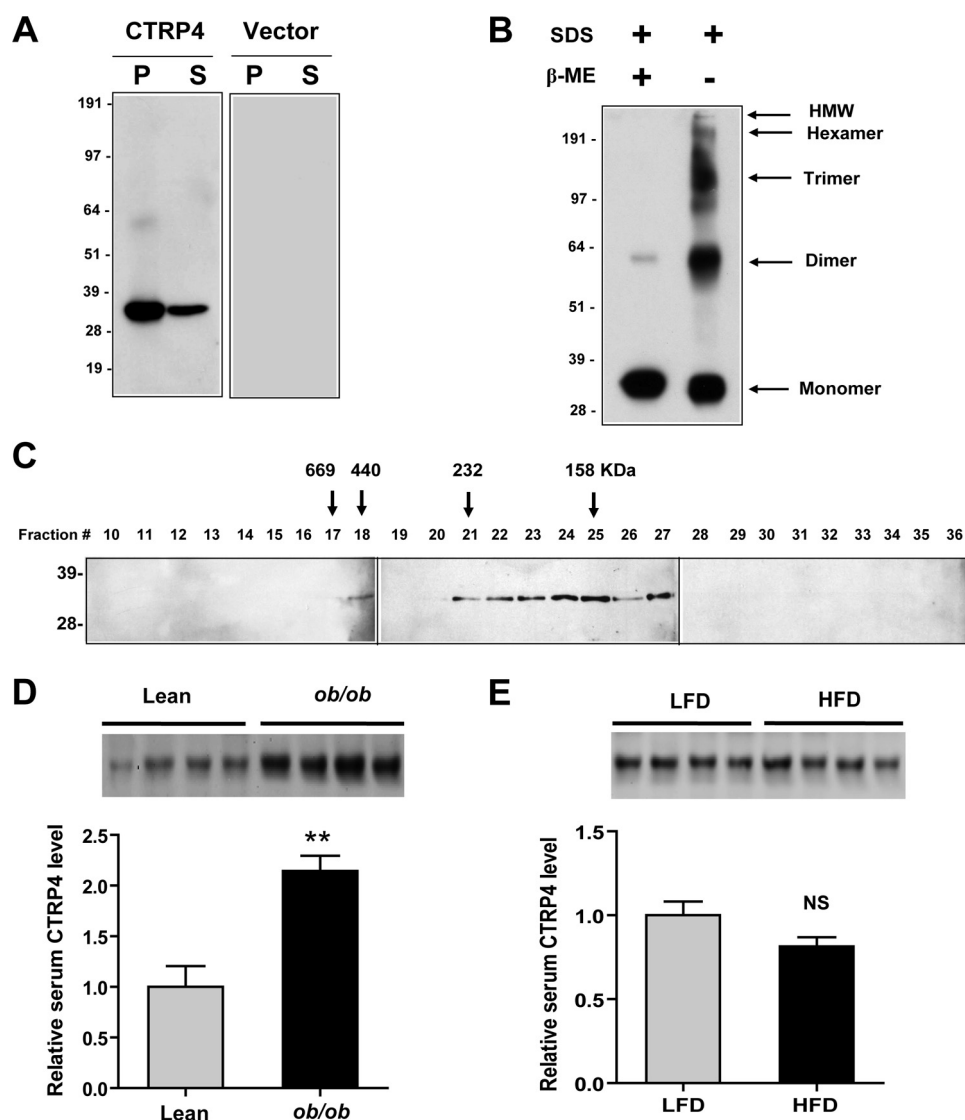 A
CTRP4 Vector
P S P S
191 -
97 -
64 -
51 -
39 -
28 -
19 -
B
SDS + +
β-ME + -
HMW
191 - Hexamer
Trimer
97 -
64 -
Dimer
51 -
39 -
Monomer
28 -
C
669 440 232 158 KDa
Fraction # 10 11 12 13 14 15 16 17 18 19 20 21 22 23 24 25 26 27 28 29 30 31 32 33 34 35 36
39-
28-
D
Lean ob/ob
Relative serum CTRP4 level
2.5
2.0
1.5
1.0
0.5
0.0
**
Lean ob/ob
E
LFD HFD
Relative serum CTRP4 level
1.5
1.0
0.5
0.0
NS
LFD HFD